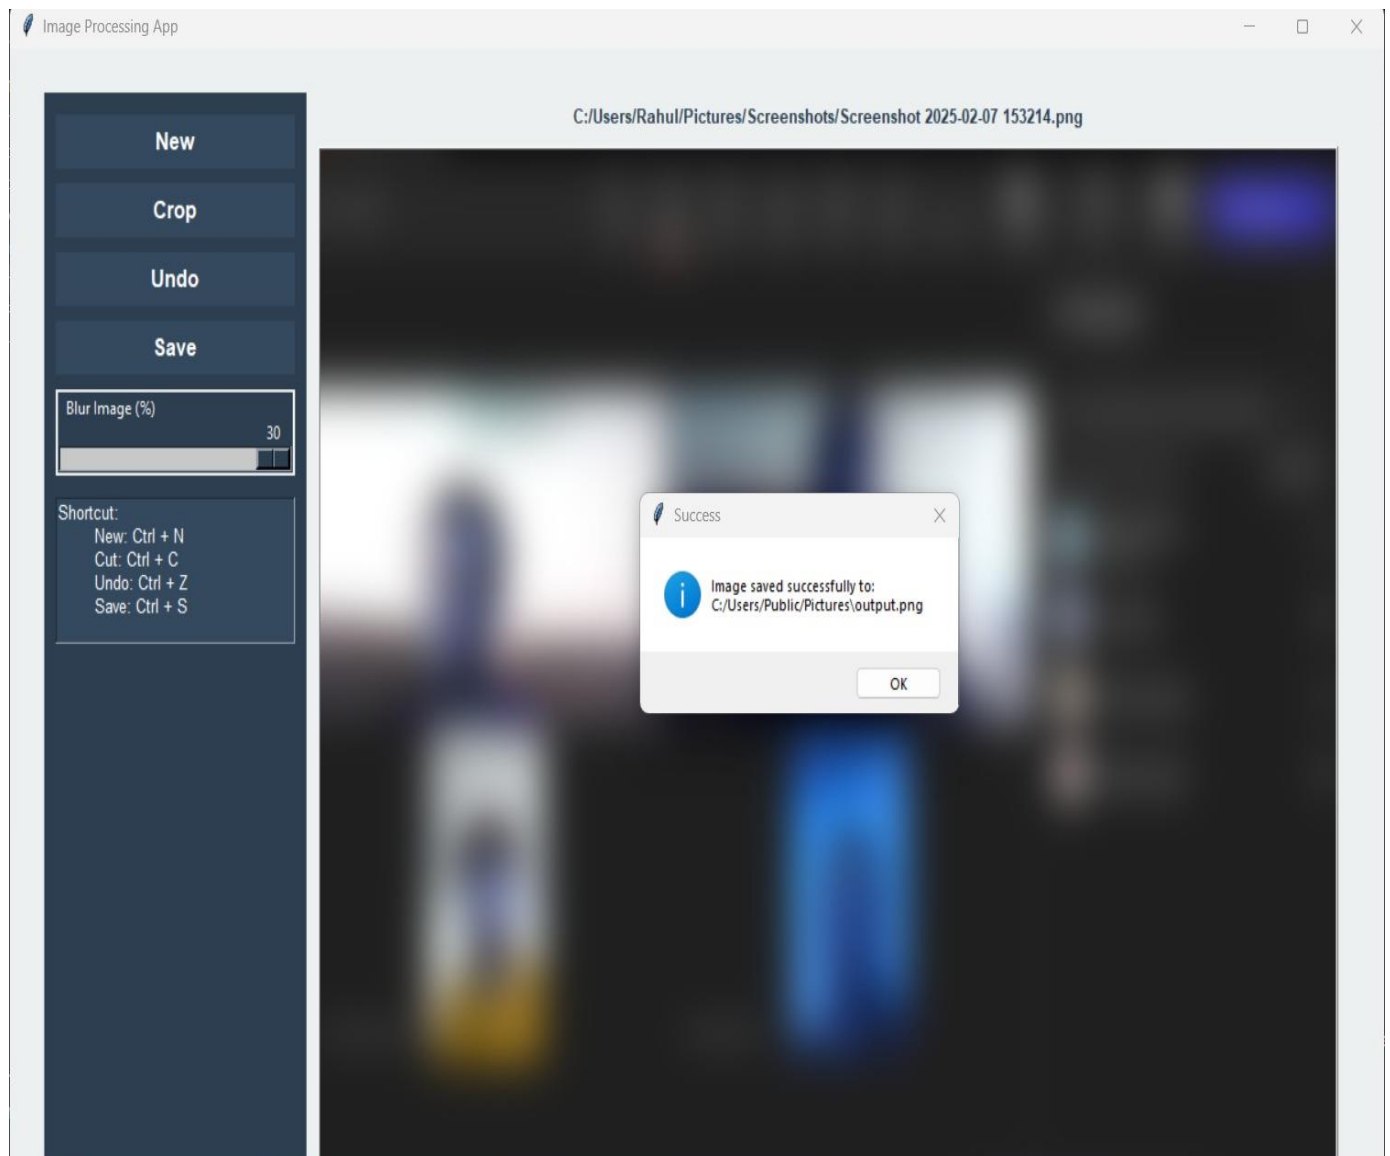 Image Processing App
C:/Users/Rahul/Pictures/Screenshots/Screenshot 2025-02-07 153214.png
New
Crop
Undo
Save
Blur Image (%)
30
Shortcut:
New: Ctrl + N
Cut: Ctrl + C
Undo: Ctrl + Z
Save: Ctrl + S
Success
Image saved successfully to:
C:/Users/Public/Pictures\output.png
OK